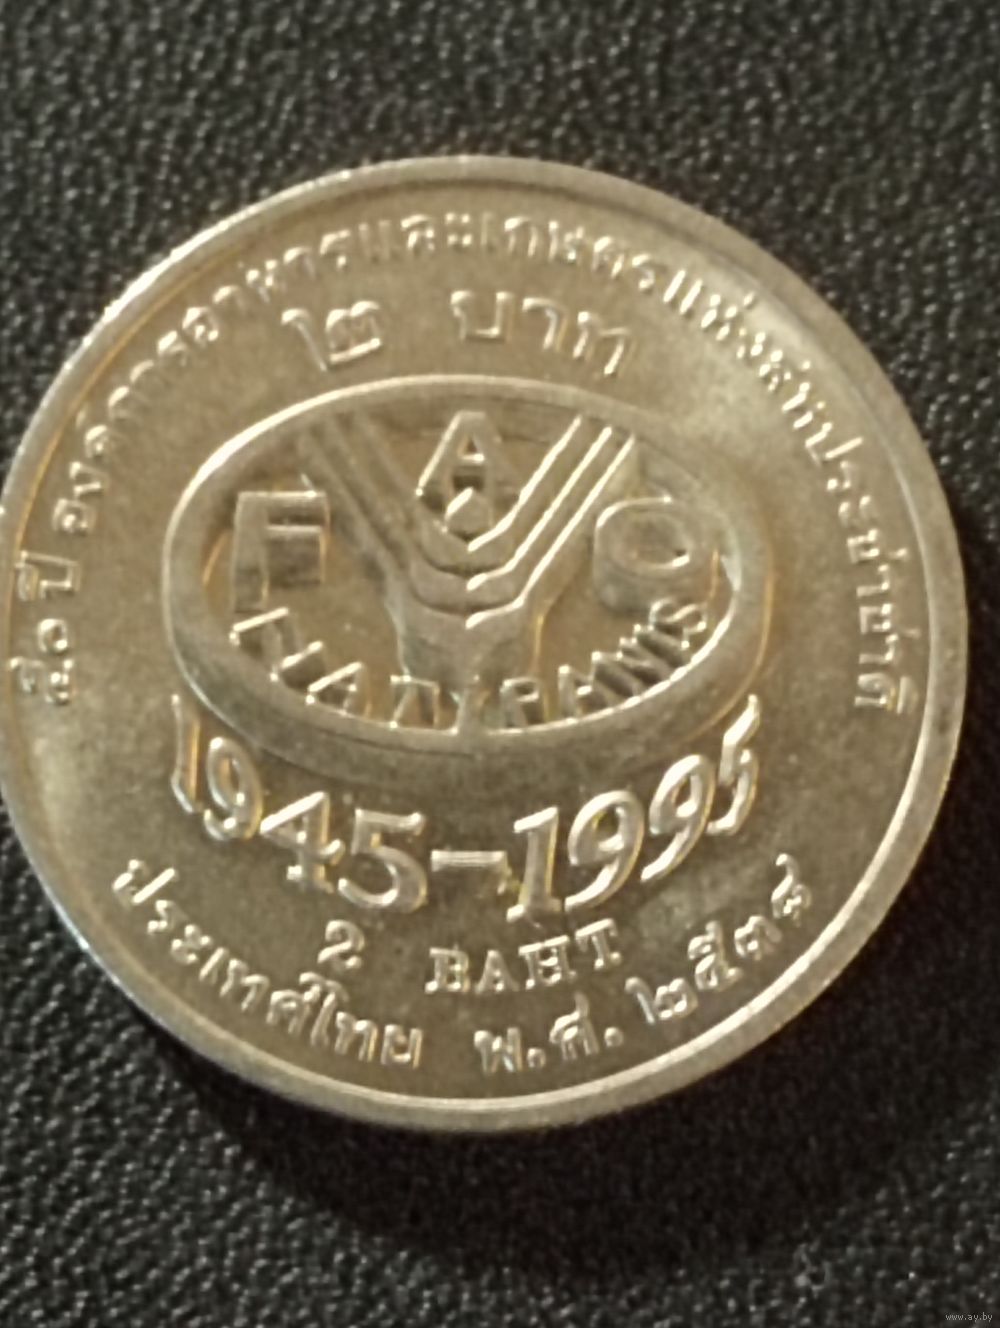 ๕๐ ปี องค์การอาหารและเกษตรแห่งสหประชาชาติ
๒ บาท
F A O
FIAT PANIS
1945-1995
2 BAHT
ประเทศไทย พ.ศ. ๒๕๓๘
www.ay.by